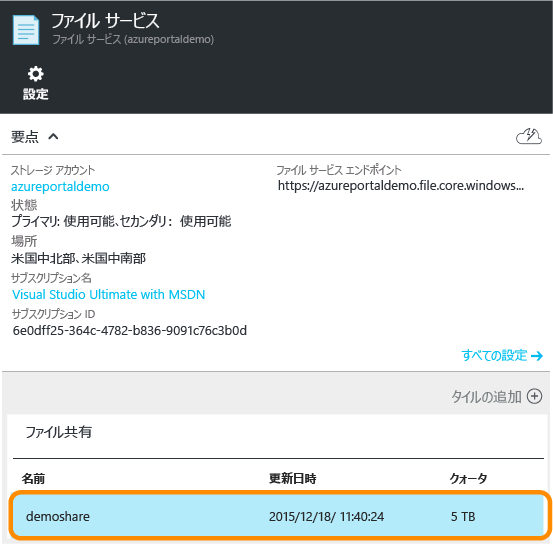 ファイル サービス
ファイル サービス (azureportaldemo)
設定
要点
ストレージ アカウント
azureportaldemo
ファイル サービス エンドポイント
https://azureportaldemo.file.core.windows...
状態
プライマリ: 使用可能、セカンダリ: 使用可能
場所
米国中北部、米国中南部
サブスクリプション名
Visual Studio Ultimate with MSDN
サブスクリプション ID
6e0dff25-364c-4782-b836-9091c76c3b0d
すべての設定
タイルの追加
ファイル共有
名前 更新日時 クォータ
demoshare 2015/12/18/ 11:40:24 5 TB